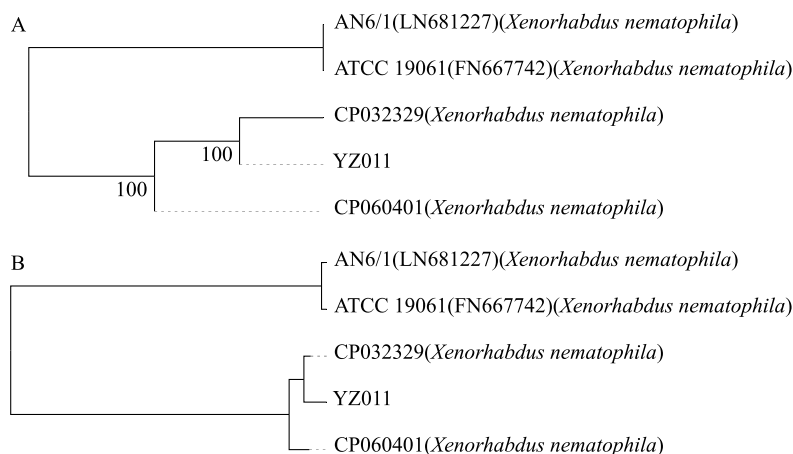 A
AN6/1(LN681227)(Xenorhabdus nematophila)
ATCC 19061(FN667742)(Xenorhabdus nematophila)
CP032329(Xenorhabdus nematophila)
100
YZ011
100
CP060401(Xenorhabdus nematophila)
B
AN6/1(LN681227)(Xenorhabdus nematophila)
ATCC 19061(FN667742)(Xenorhabdus nematophila)
CP032329(Xenorhabdus nematophila)
YZ011
CP060401(Xenorhabdus nematophila)